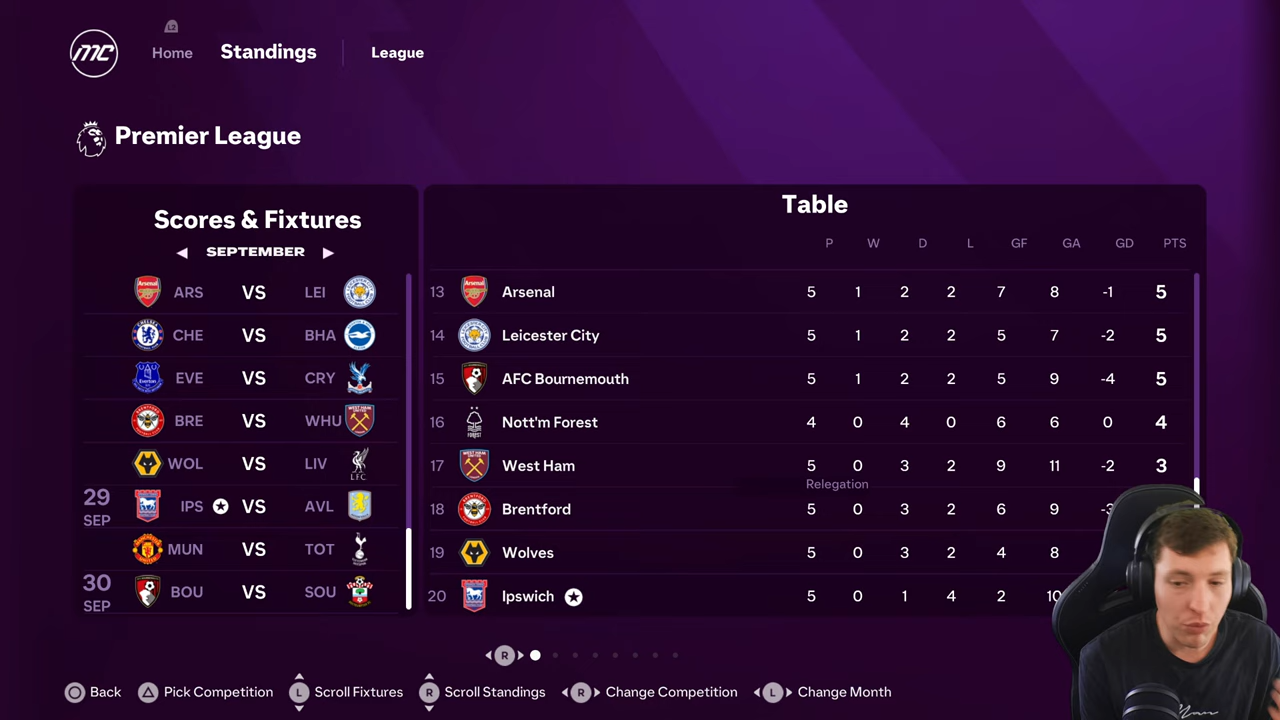 L2
MC Home Standings League
Premier League
Scores & Fixtures
SEPTEMBER
ARS VS LEI
CHE VS BHA
EVE VS CRY
BRE VS WHU
WOL VS LIV
29 SEP IPS VS AVL
MUN VS TOT
30 SEP BOU VS SOU
Table
P W D L GF GA GD PTS
13 Arsenal 5 1 2 2 7 8 -1 5
14 Leicester City 5 1 2 2 5 7 -2 5
15 AFC Bournemouth 5 1 2 2 5 9 -4 5
16 Nott'm Forest 4 0 4 0 6 6 0 4
17 West Ham 5 0 3 2 9 11 -2 3
Relegation
18 Brentford 5 0 3 2 6 9
19 Wolves 5 0 3 2 4 8
20 Ipswich 5 0 1 4 2 10
R
Back Pick Competition L Scroll Fixtures R Scroll Standings R Change Competition L Change Month